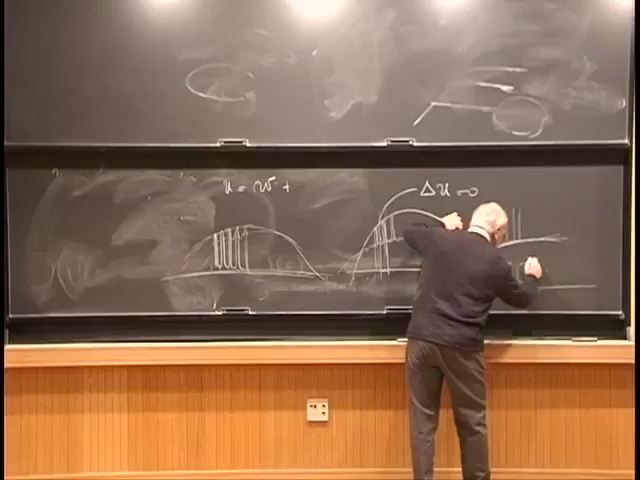 u = w +
Δu = 0